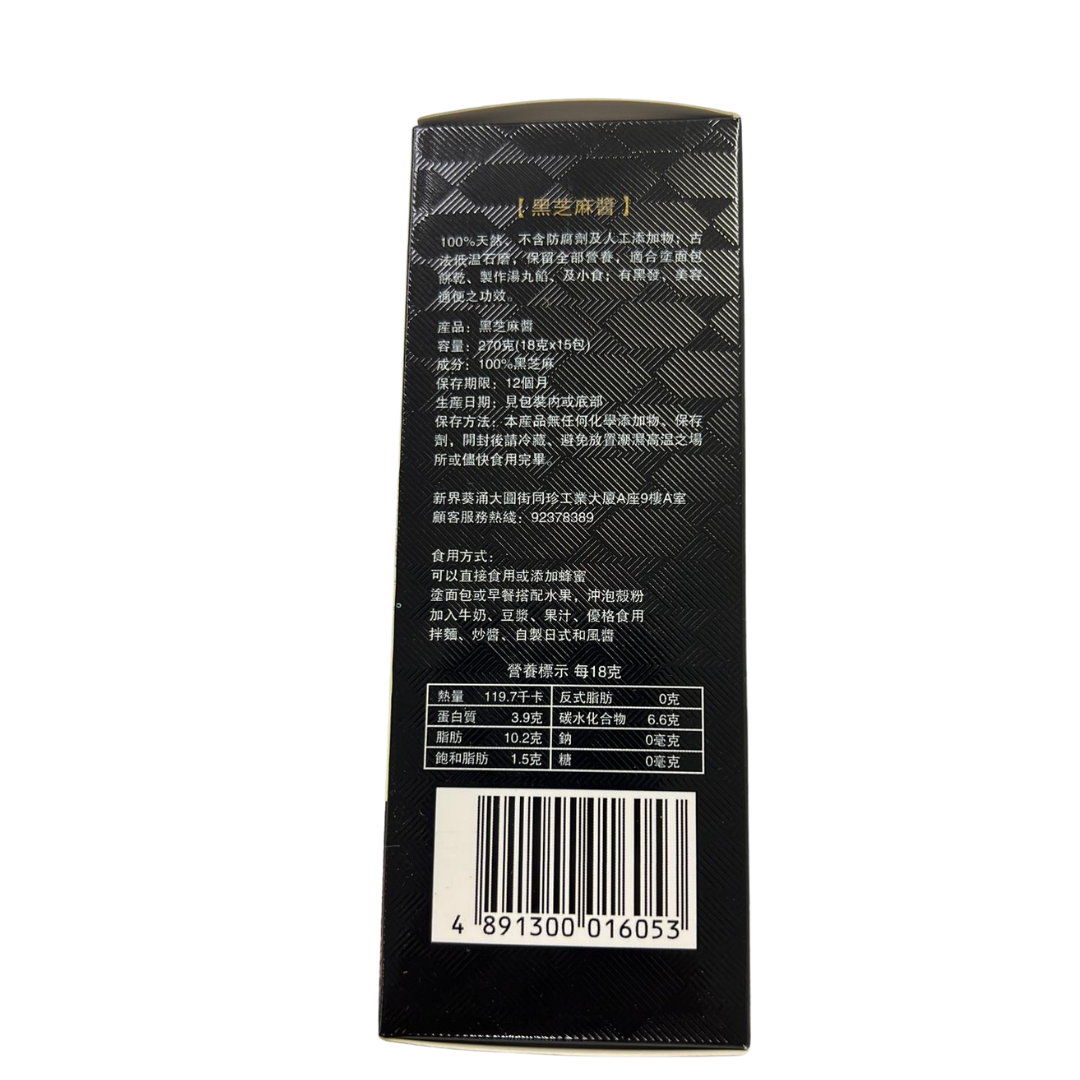 【黑芝麻醬】
100%天然，不含防腐劑及人工添加物；古
法低温石磨，保留全部營養，適合塗面包
餅乾、製作湯丸餡、及小食；有黑發，美容
通便之功效。
産品：黑芝麻醬
容量：270克(18克x15包)
成分：100%黑芝麻
保存期限：12個月
生産日期：見包裝内或底部
保存方法：本産品無任何化學添加物、保存
劑，開封後請冷藏、避免放置潮濕高温之場
所或儘快食用完畢。
新界葵涌大圓街同珍工業大厦A座9樓A室
顧客服務熱綫：92378389
食用方式：
可以直接食用或添加蜂蜜
塗面包或早餐搭配水果，沖泡殻粉
加入牛奶、豆漿、果汁、優格食用
拌麵、炒醬、自製日式和風醬
營養標示 每18克
熱量 119.7千卡 反式脂肪 0克
蛋白質 3.9克 碳水化合物 6.6克
脂肪 10.2克 鈉 0毫克
飽和脂肪 1.5克 糖 0毫克
4 891300 016053